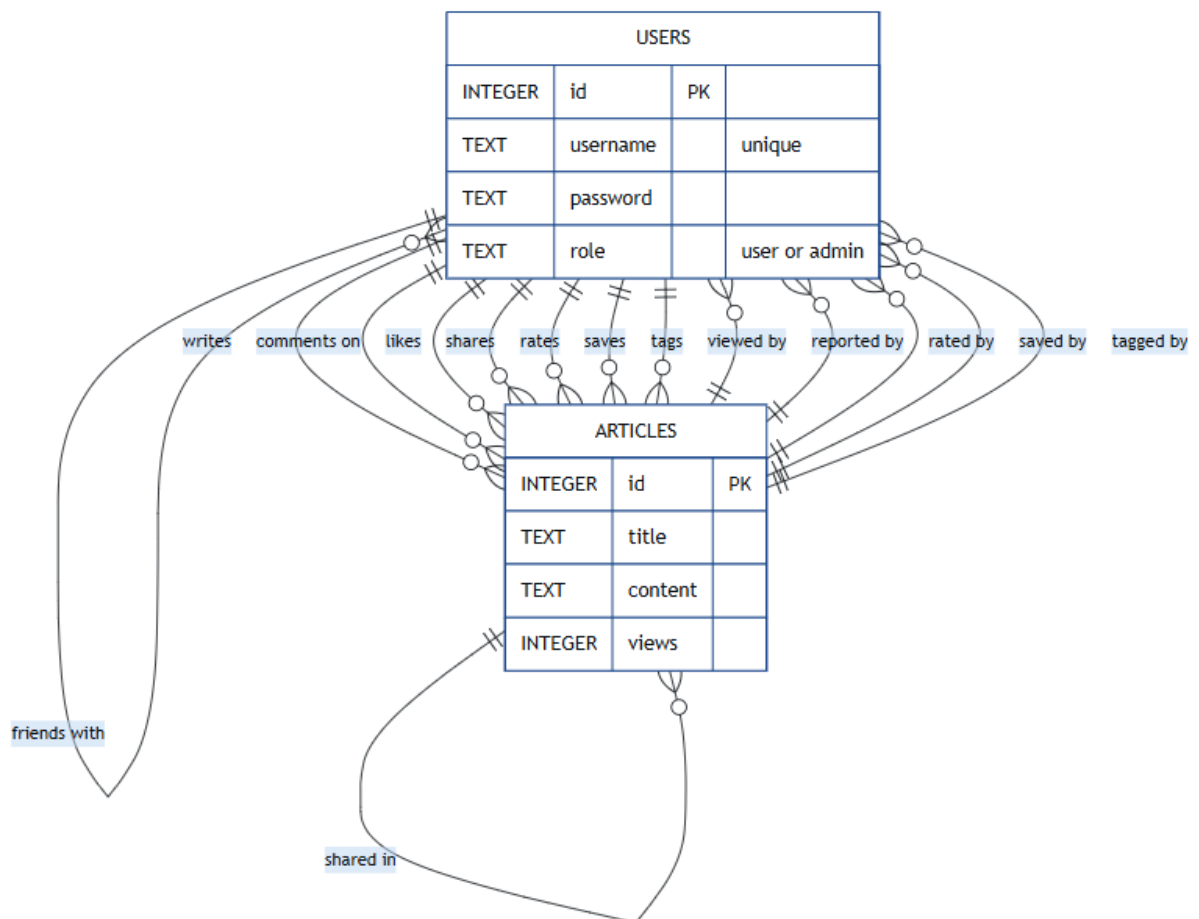 USERS
INTEGER id PK
TEXT username unique
TEXT password
TEXT role user or admin
writes comments on likes shares rates saves tags viewed by reported by rated by saved by tagged by
ARTICLES
INTEGER id PK
TEXT title
TEXT content
INTEGER views
friends with
shared in